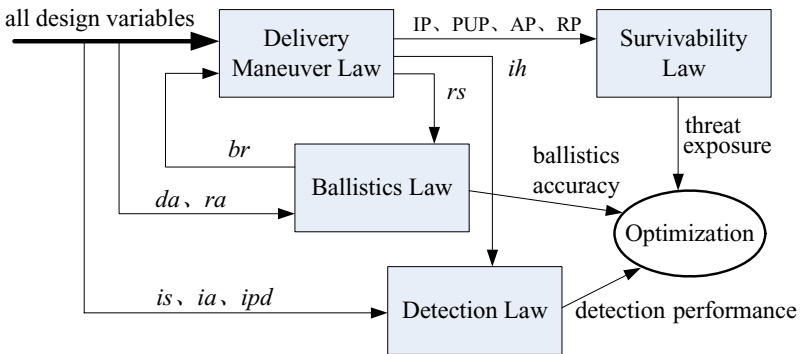 all design variables
Delivery
Maneuver Law
IP、PUP、AP、RP
Survivability
Law
ih
rs
br
threat
exposure
ballistics
accuracy
Ballistics Law
da、ra
Optimization
is、ia、ipd
Detection Law
detection performance